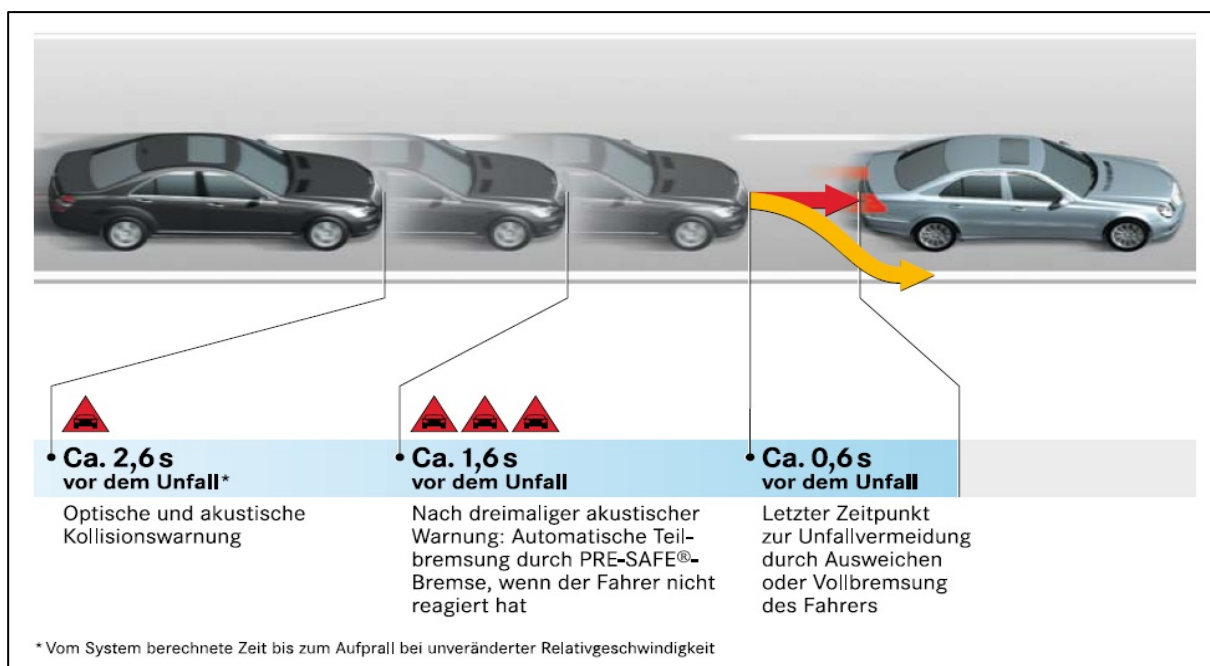 Ca. 2,6 s
vor dem Unfall*
Optische und akustische
Kollisionswarnung
Ca. 1,6 s
vor dem Unfall
Nach dreimaliger akustischer
Warnung: Automatische Teil-
bremsung durch PRE-SAFE®-
Bremse, wenn der Fahrer nicht
reagiert hat
Ca. 0,6 s
vor dem Unfall
Letzter Zeitpunkt
zur Unfallvermeidung
durch Ausweichen
oder Vollbremsung
des Fahrers
* Vom System berechnete Zeit bis zum Aufprall bei unveränderter Relativgeschwindigkeit